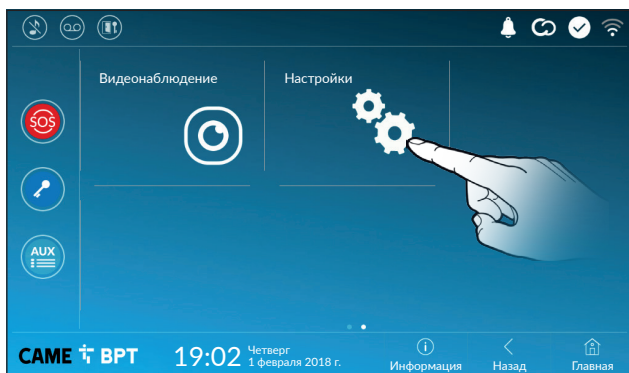 Видеонаблюдение
Настройки
SOS
AUX
CAME BPT
19:02
Четверг
1 февраля 2018 г.
Информация
Назад
Главная